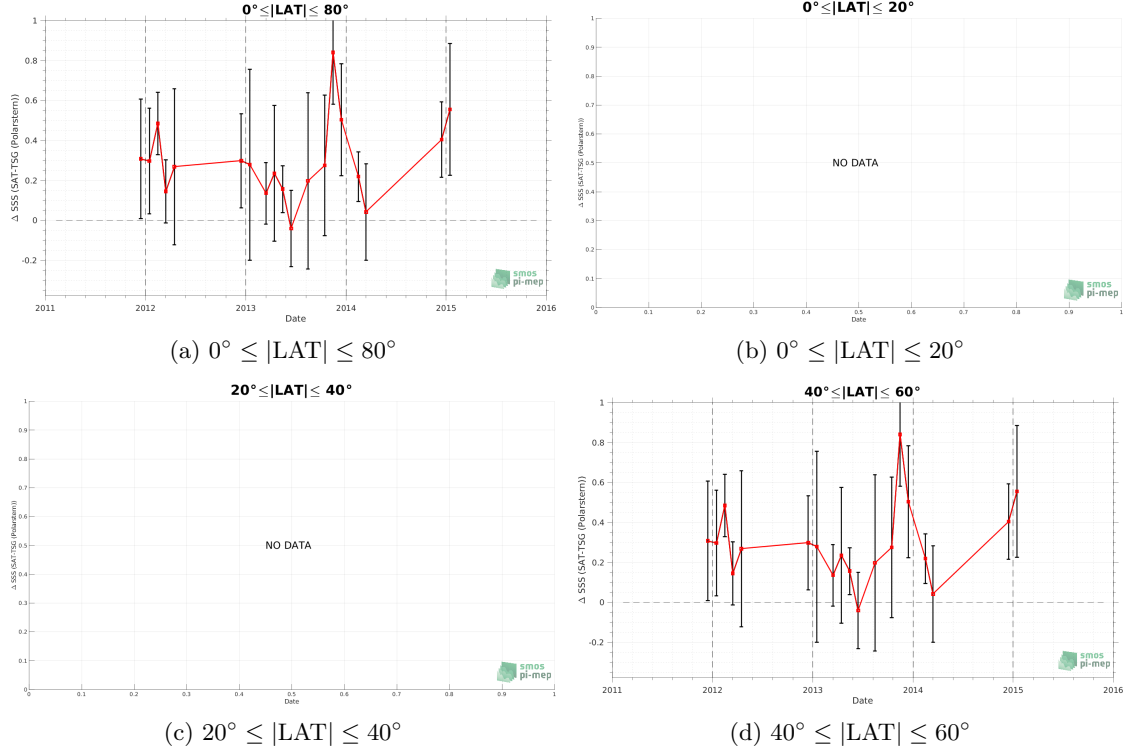 0°≤|LAT|≤ 80°
Δ SSS (SAT-TSG (Polarstern))
1
0.8
0.6
0.4
0.2
0
-0.2
2011 2012 2013 2014 2015 2016
Date
smos
pi-mep
(a) 0° ≤ |LAT| ≤ 80°
0°≤|LAT|≤ 20°
Δ SSS (SAT-TSG (Polarstern))
1
0.9
0.8
0.7
0.6
0.5
0.4
0.3
0.2
0.1
0
NO DATA
0 0.1 0.2 0.3 0.4 0.5 0.6 0.7 0.8 0.9 1
Date
smos
pi-mep
(b) 0° ≤ |LAT| ≤ 20°
20°≤|LAT|≤ 40°
Δ SSS (SAT-TSG (Polarstern))
1
0.9
0.8
0.7
0.6
0.5
0.4
0.3
0.2
0.1
0
NO DATA
0 0.1 0.2 0.3 0.4 0.5 0.6 0.7 0.8 0.9 1
Date
smos
pi-mep
(c) 20° ≤ |LAT| ≤ 40°
40°≤|LAT|≤ 60°
Δ SSS (SAT-TSG (Polarstern))
1
0.8
0.6
0.4
0.2
0
-0.2
2011 2012 2013 2014 2015 2016
Date
smos
pi-mep
(d) 40° ≤ |LAT| ≤ 60°